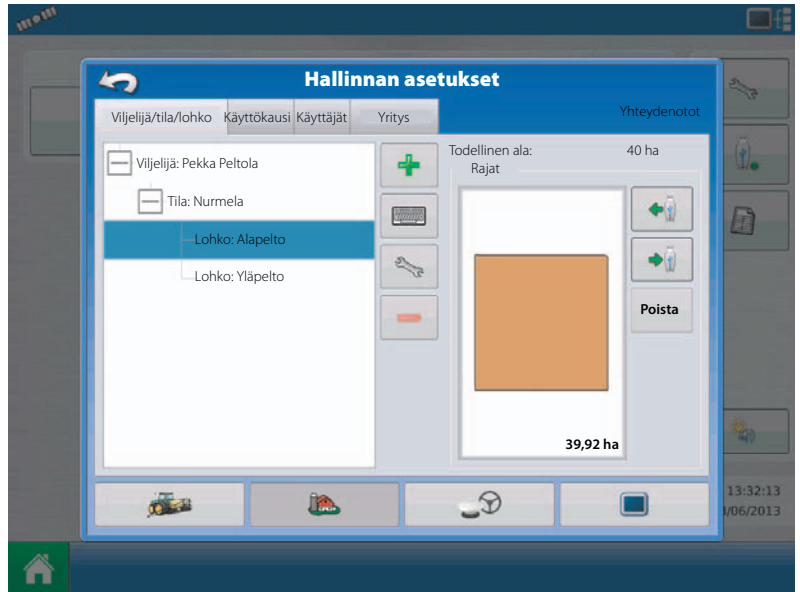 Hallinnan asetukset
Viljelijä/tila/lohko Käyttökausi Käyttäjät Yritys Yhteydenotot
Viljelijä: Pekka Peltola
Tila: Nurmela
Lohko: Alapelto
Lohko: Yläpelto
Todellinen ala: 40 ha
Rajat
Poista
39,92 ha
13:32:13
/06/2013